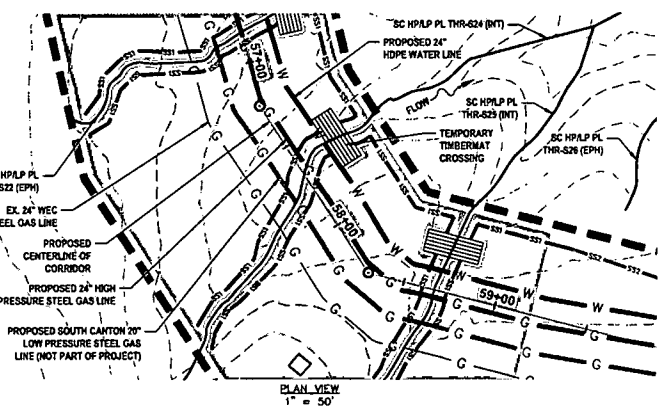 SC HP/LP PL
THR-S24 (INT)
PROPOSED 24"
HDPE WATER LINE
SC HP/LP PL
THR-S25 (INT)
SC HP/LP PL
THR-S26 (EPH)
FLOW
TEMPORARY
TIMBERMAT
CROSSING
HP/LP PL
S22 (EPH)
EX. 24" WEC
EEL GAS LINE
PROPOSED
CENTERLINE OF
CORRIDOR
PROPOSED 24" HIGH
PRESSURE STEEL GAS LINE
PROPOSED SOUTH CANTON 20"
LOW PRESSURE STEEL GAS
LINE (NOT PART OF PROJECT)
57+00
58+00
59+00
G
W
SS1
SS2
PLAN VIEW
1" = 50'